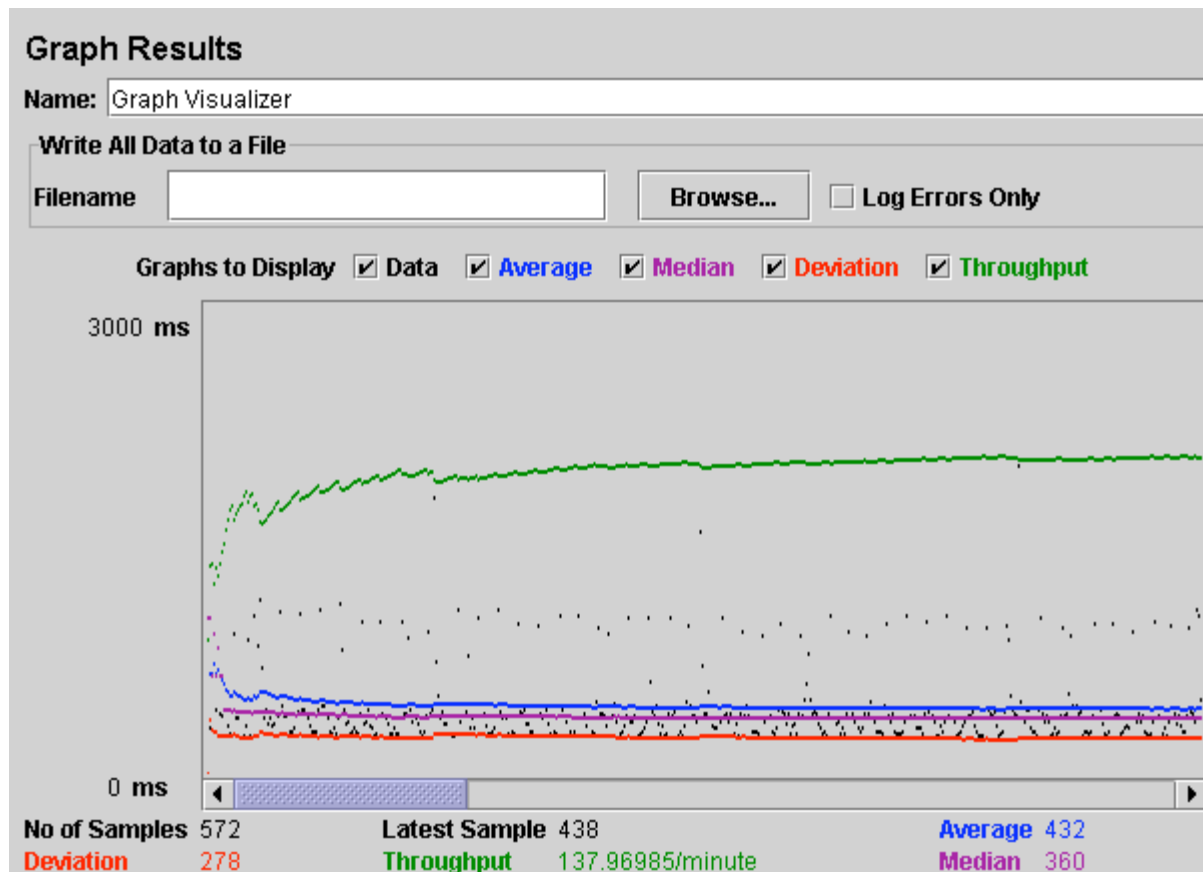 Graph Results
Name: Graph Visualizer
Write All Data to a File
Filename Browse... Log Errors Only
Graphs to Display Data Average Median Deviation Throughput
3000 ms
0 ms
No of Samples 572 Latest Sample 438 Average 432
Deviation 278 Throughput 137.96985/minute Median 360